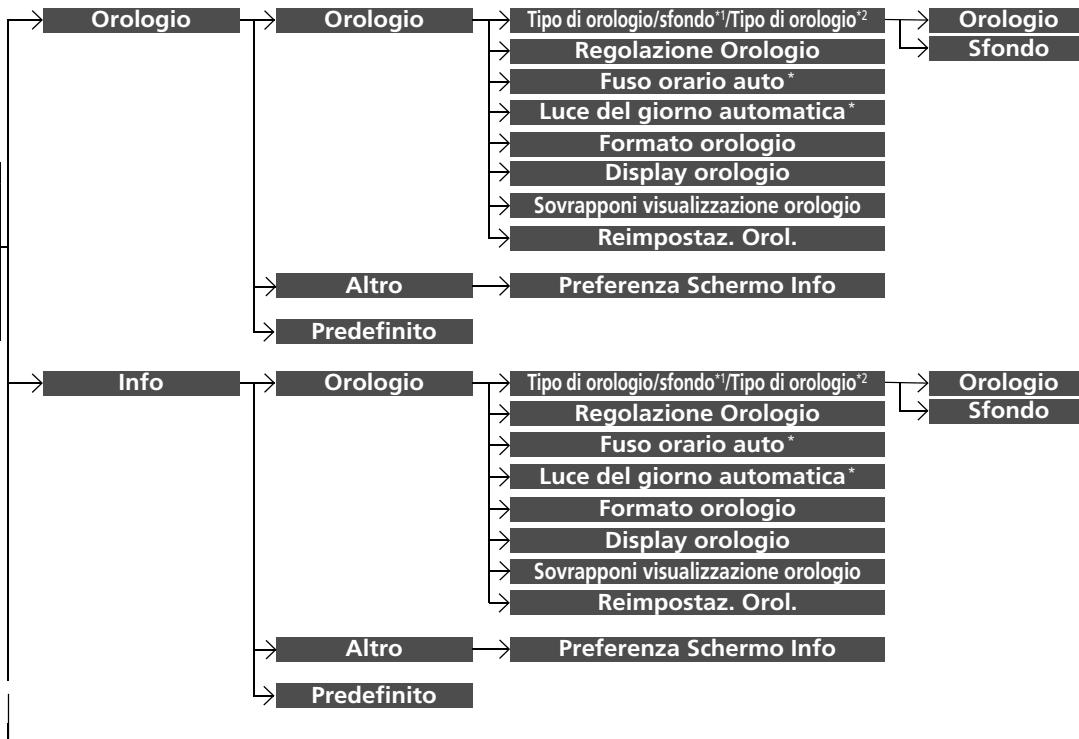 Orologio Orologio Tipo di orologio/sfondo*1/Tipo di orologio*2 Orologio
Regolazione Orologio Sfondo
Fuso orario auto*
Luce del giorno automatica*
Formato orologio
Display orologio
Sovrapponi visualizzazione orologio
Reimpostaz. Orol.
Altro Preferenza Schermo Info
Predefinito
Info Orologio Tipo di orologio/sfondo*1/Tipo di orologio*2 Orologio
Regolazione Orologio Sfondo
Fuso orario auto*
Luce del giorno automatica*
Formato orologio
Display orologio
Sovrapponi visualizzazione orologio
Reimpostaz. Orol.
Altro Preferenza Schermo Info
Predefinito